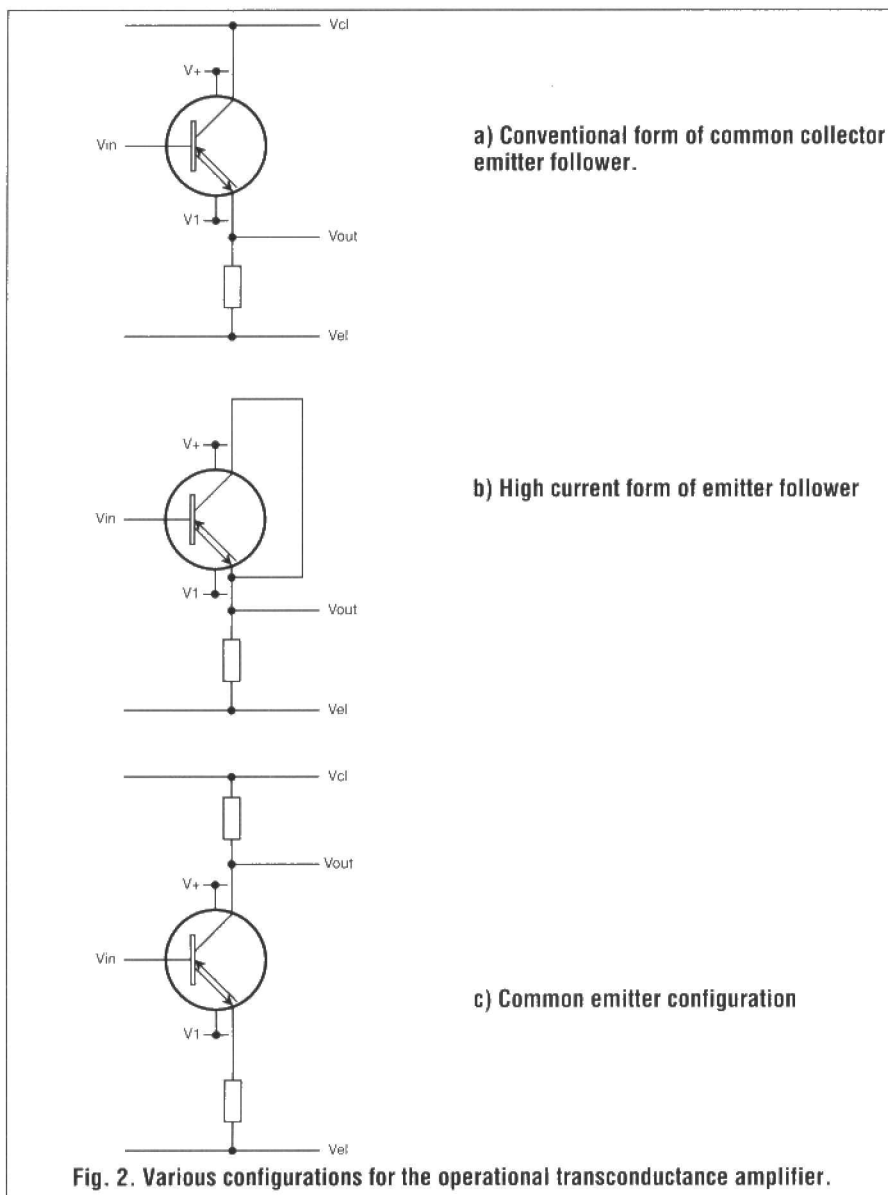 Vcl
V+
Vin
a) Conventional form of common collector
emitter follower.
V1
Vout
Vel
V+
Vin
b) High current form of emitter follower
V1
Vout
Vel
Vcl
Vout
V+
Vin
c) Common emitter configuration
V1
Vel
Fig. 2. Various configurations for the operational transconductance amplifier.